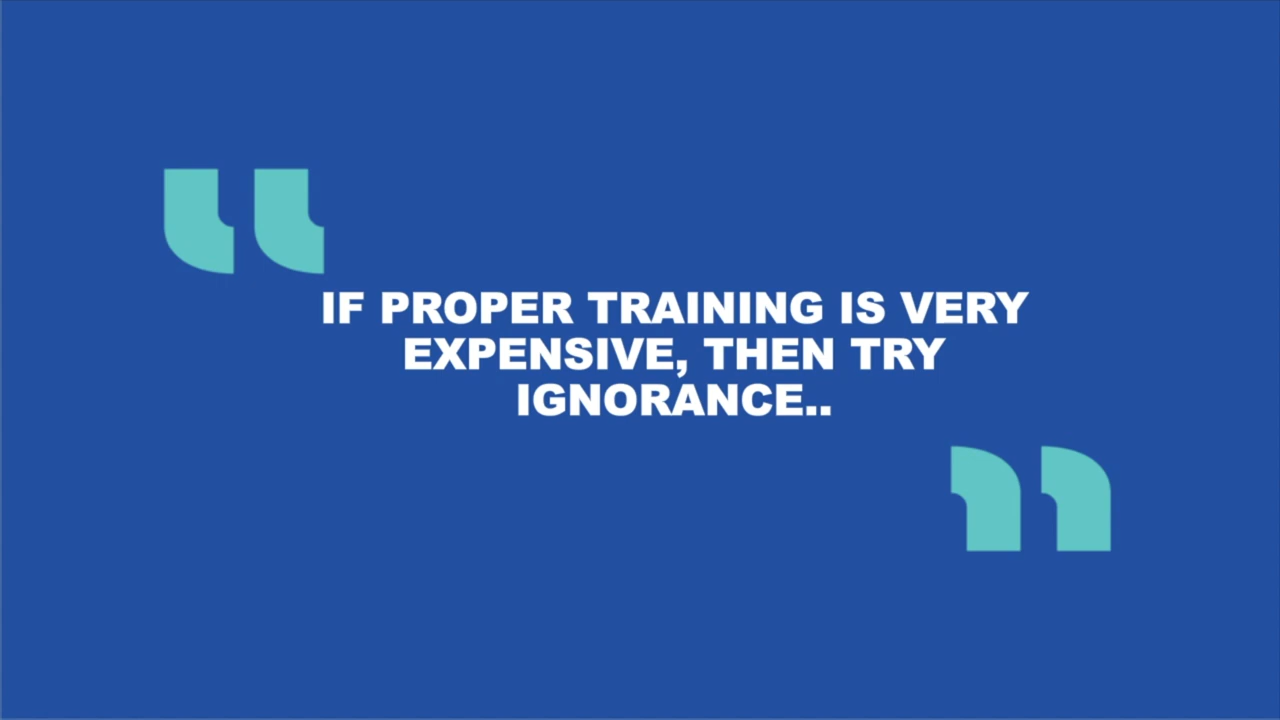 IF PROPER TRAINING IS VERY
EXPENSIVE, THEN TRY
IGNORANCE..